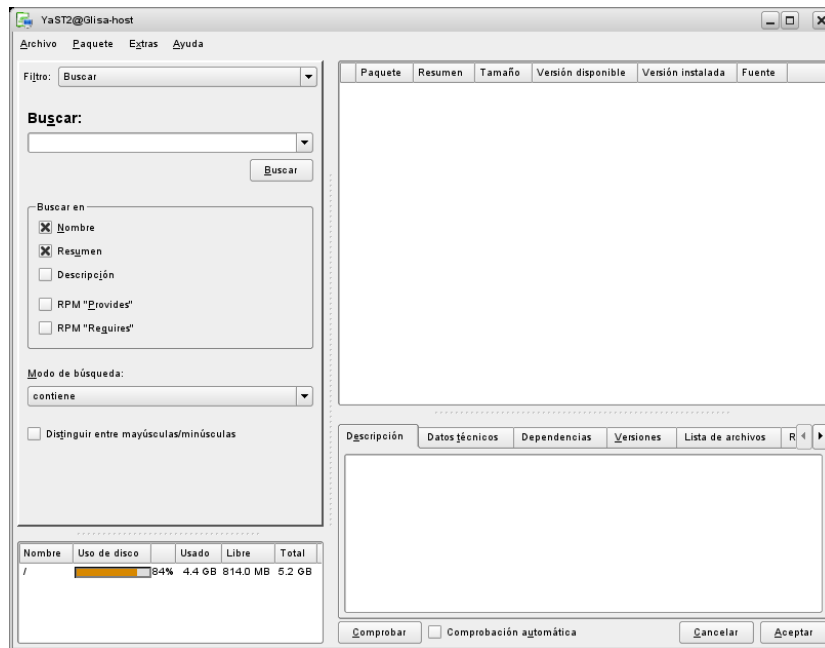 YaST2@Glisa-host
Archivo Paquete Extras Ayuda
Filtro: Buscar
Buscar:
Buscar
Buscar en
Nombre
Resumen
Descripción
RPM "Provides"
RPM "Requires"
Modo de búsqueda:
contiene
Distinguir entre mayúsculas/minúsculas
Nombre Uso de disco Usado Libre Total
/ 84% 4.4 GB 814.0 MB 5.2 GB
Paquete Resumen Tamaño Versión disponible Versión instalada Fuente
Descripción Datos técnicos Dependencias Versiones Lista de archivos R
Comprobar Comprobación automática Cancelar Aceptar